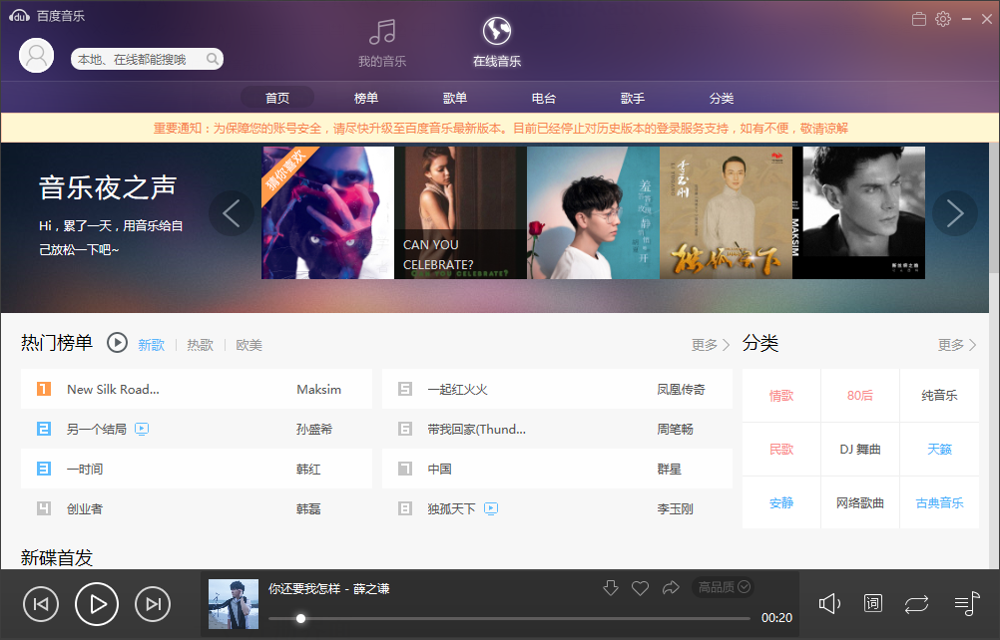 百度音乐
我的音乐
在线音乐
本地、在线都能搜哦
首页 榜单 歌单 电台 歌手 分类
重要通知：为保障您的账号安全，请尽快升级至百度音乐最新版本。目前已经停止对历史版本的登录服务支持，如有不便，敬请谅解
音乐夜之声
Hi，累了一天，用音乐给自
己放松一下吧~
猜你喜欢
CAN YOU
CELEBRATE?
CAN YOU CELEBRATE?
李玉刚
独孤天下
MAKSIM
热门榜单 新歌 | 热歌 | 欧美 更多
1 New Silk Road... Maksim
2 另一个结局 孙盛希
3 一时间 韩红
4 创业者 韩磊
5 一起红火火 凤凰传奇
6 带我回家(Thund... 周笔畅
7 中国 群星
8 独孤天下 李玉刚
分类 更多
情歌 80后 纯音乐
民歌 DJ 舞曲 天籁
安静 网络歌曲 古典音乐
新碟首发
你还要我怎样 - 薛之谦
高品质
00:20
词